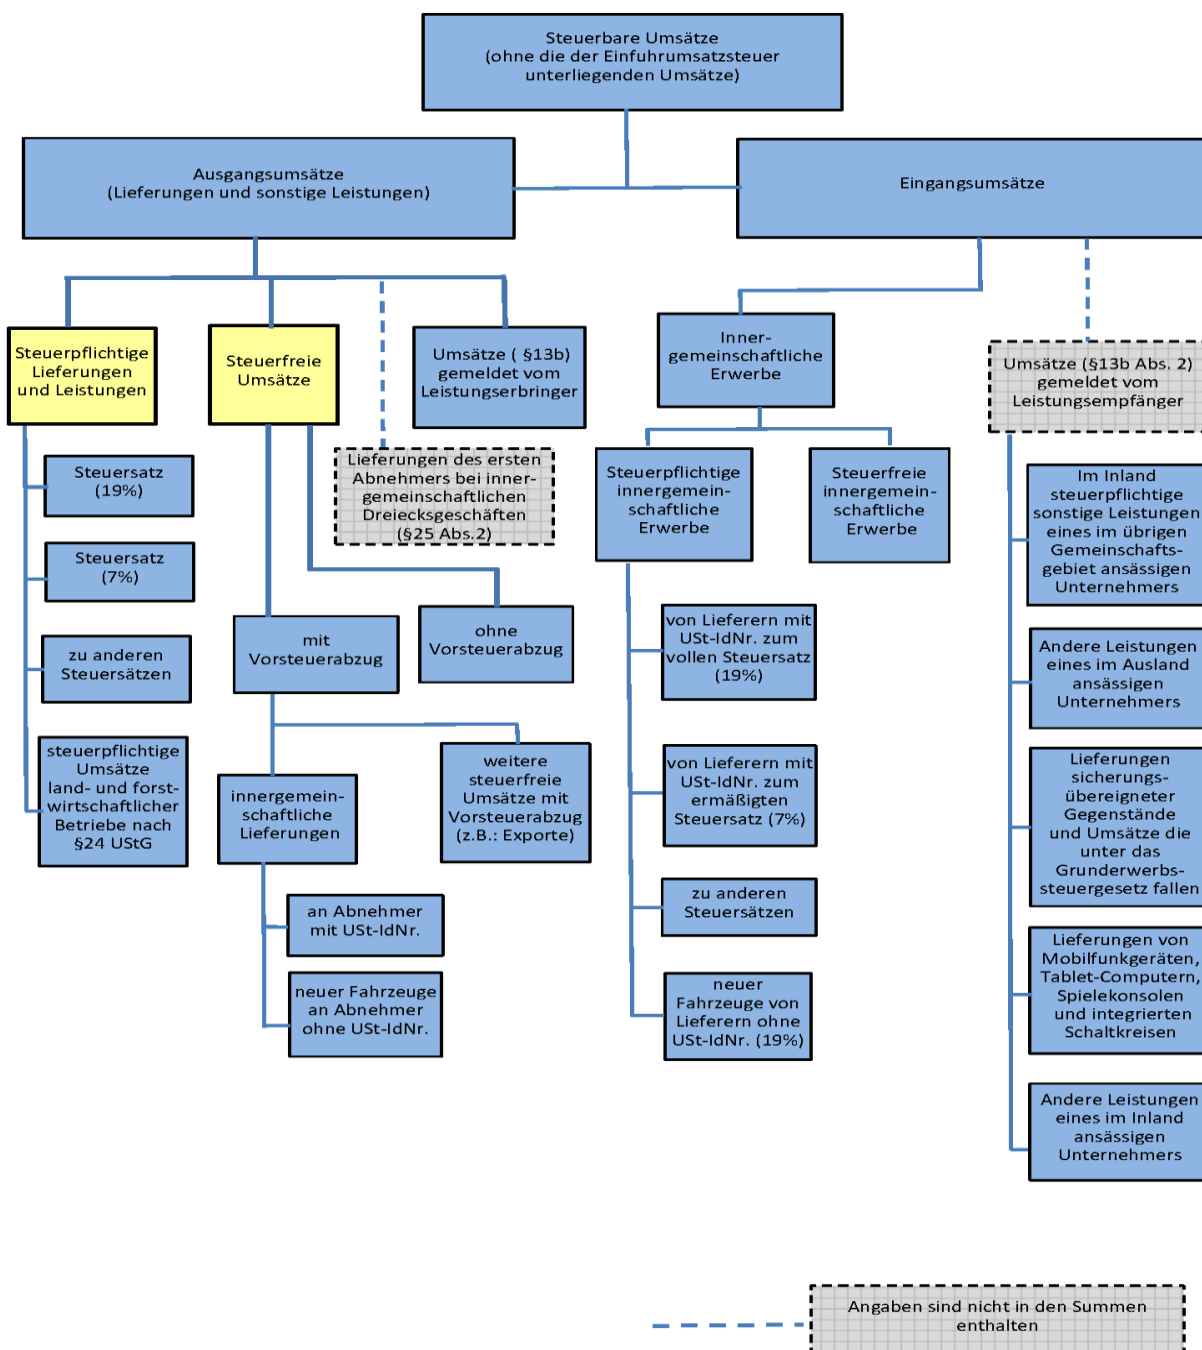 Steuerbare Umsätze
(ohne die der Einfuhrumsatzsteuer
unterliegenden Umsätze)
Ausgangsumsätze
(Lieferungen und sonstige Leistungen)
Eingangsumsätze
Steuerpflichtige
Lieferungen
und Leistungen
Steuerfreie
Umsätze
Umsätze ( §13b)
gemeldet vom
Leistungserbringer
Inner-
gemeinschaftliche
Erwerbe
Umsätze (§13b Abs. 2)
gemeldet vom
Leistungsempfänger
Lieferungen des ersten
Abnehmers bei inner-
gemeinschaftlichen
Dreiecksgeschäften
(§25 Abs.2)
Steuersatz
(19%)
Steuersatz
(7%)
zu anderen
Steuersätzen
steuerpflichtige
Umsätze
land- und forst-
wirtschaftlicher
Betriebe nach
§24 UStG
mit
Vorsteuerabzug
ohne
Vorsteuerabzug
innergemein-
schaftliche
Lieferungen
weitere
steuerfreie
Umsätze mit
Vorsteuerabzug
(z.B.: Exporte)
an Abnehmer
mit USt-IdNr.
neuer Fahrzeuge
an Abnehmer
ohne USt-IdNr.
Steuerpflichtige
innergemein-
schaftliche
Erwerbe
Steuerfreie
innergemein-
schaftliche
Erwerbe
von Lieferern mit
USt-IdNr. zum
vollen Steuersatz
(19%)
von Lieferern mit
USt-IdNr. zum
ermäßigten
Steuersatz (7%)
zu anderen
Steuersätzen
neuer
Fahrzeuge von
Lieferern ohne
USt-IdNr. (19%)
Im Inland
steuerpflichtige
sonstige Leistungen
eines im übrigen
Gemeinschafts-
gebiet ansässigen
Unternehmers
Andere Leistungen
eines im Ausland
ansässigen
Unternehmers
Lieferungen
sicherungs-
übereigneter
Gegenstände
und Umsätze die
unter das
Grunderwerbs-
steuergesetz fallen
Lieferungen von
Mobilfunkgeräten,
Tablet-Computern,
Spielekonsolen
und integrierten
Schaltkreisen
Andere Leistungen
eines im Inland
ansässigen
Unternehmers
Angaben sind nicht in den Summen
enthalten